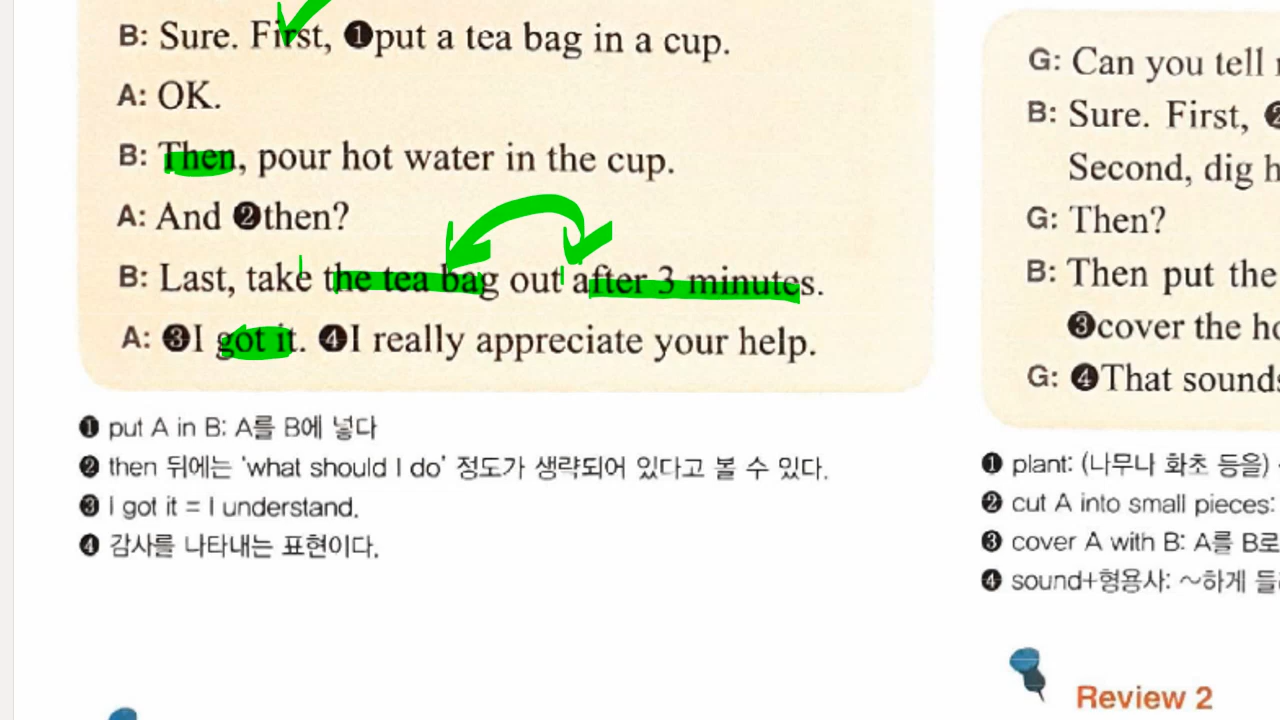 B: Sure. First, ❶put a tea bag in a cup.
A: OK.
B: Then, pour hot water in the cup.
A: And ❷then?
B: Last, take the tea bag out after 3 minutes.
A: ❸I got it. ❹I really appreciate your help.
❶ put A in B: A를 B에 넣다
❷ then 뒤에는 'what should I do' 정도가 생략되어 있다고 볼 수 있다.
❸ I got it = I understand.
❹ 감사를 나타내는 표현이다.
G: Can you tell
B: Sure. First, ❷
Second, dig
G: Then?
B: Then put the
❸cover the
G: ❹That sounds
❶ plant: (나무나 화초 등을)
❷ cut A into small pieces:
❸ cover A with B: A를 B로
❹ sound+형용사: ~하게
Review 2